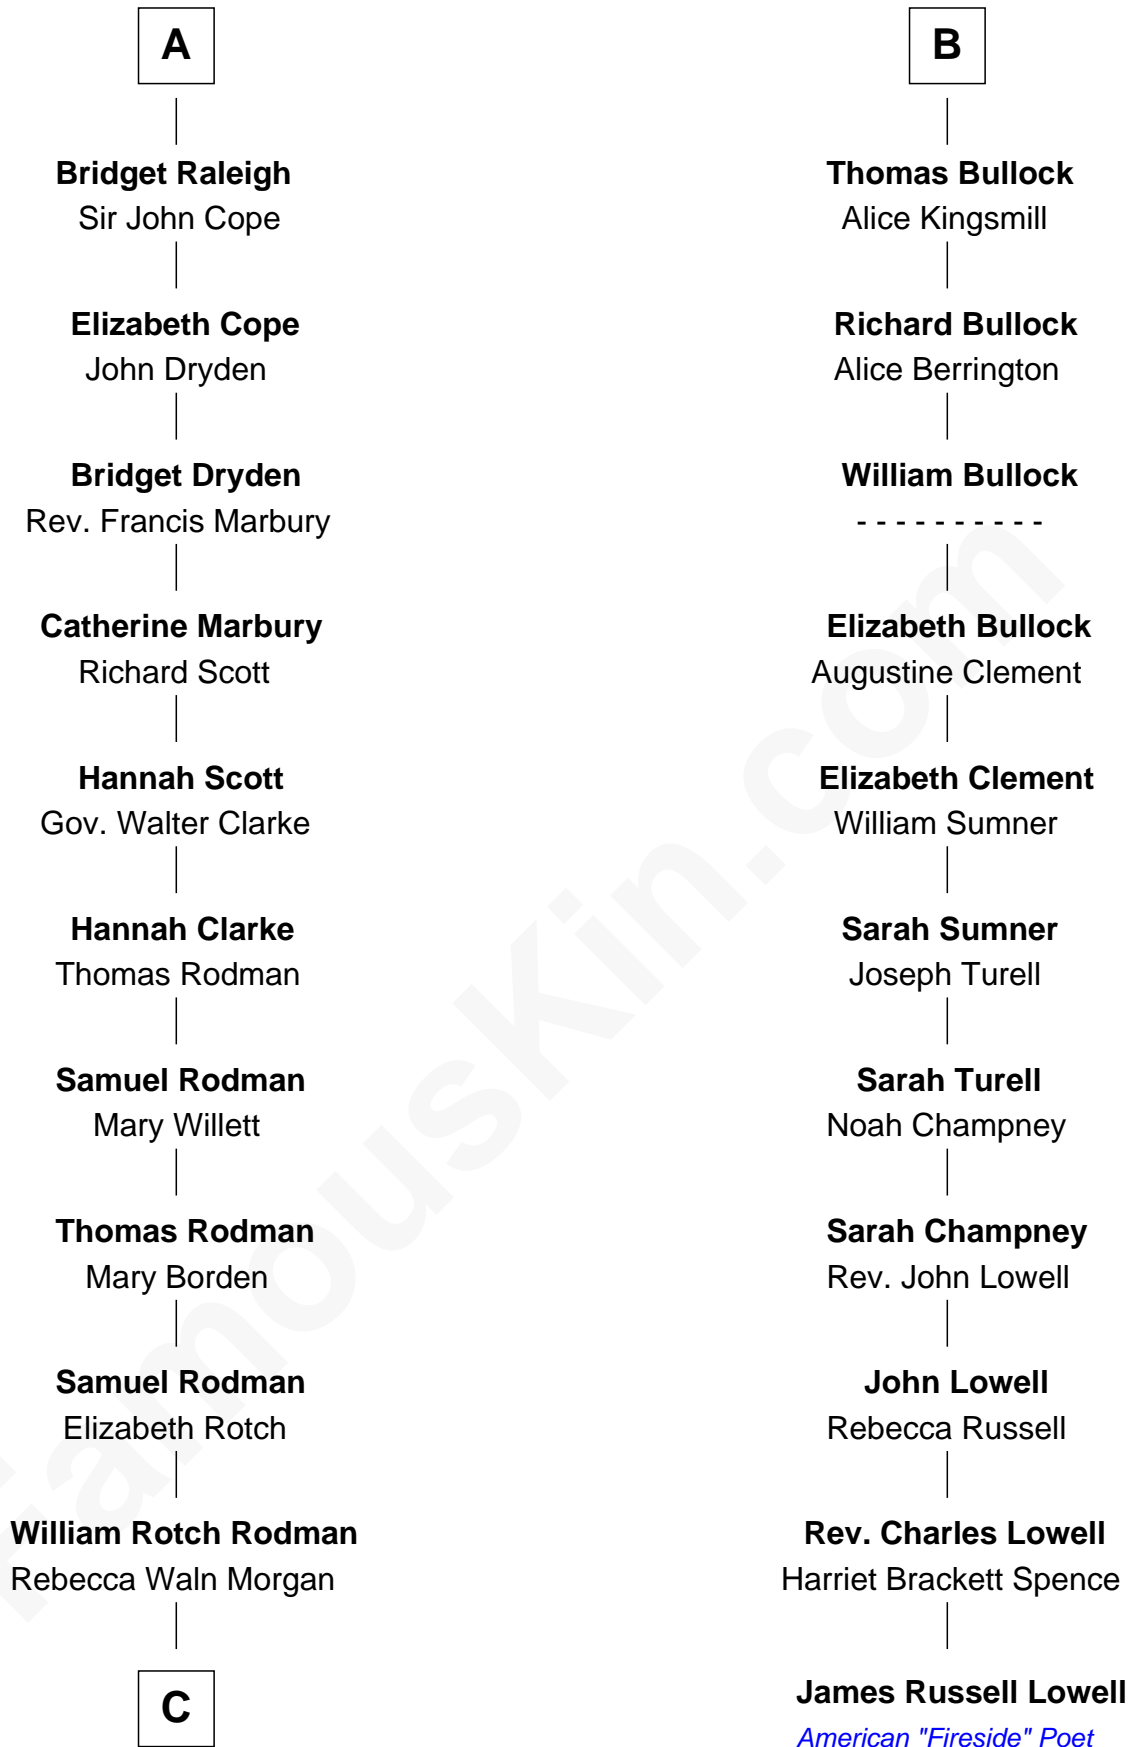 A
Bridget Raleigh
Sir John Cope
Elizabeth Cope
John Dryden
Bridget Dryden
Rev. Francis Marbury
Catherine Marbury
Richard Scott
Hannah Scott
Gov. Walter Clarke
Hannah Clarke
Thomas Rodman
Samuel Rodman
Mary Willett
Thomas Rodman
Mary Borden
Samuel Rodman
Elizabeth Rotch
William Rotch Rodman
Rebecca Waln Morgan
C
B
Thomas Bullock
Alice Kingsmill
Richard Bullock
Alice Berrington
William Bullock
- - - - - - - - - -
Elizabeth Bullock
Augustine Clement
Elizabeth Clement
William Sumner
Sarah Sumner
Joseph Turell
Sarah Turell
Noah Champney
Sarah Champney
Rev. John Lowell
John Lowell
Rebecca Russell
Rev. Charles Lowell
Harriet Brackett Spence
James Russell Lowell
American "Fireside" Poet
FamousKin.com